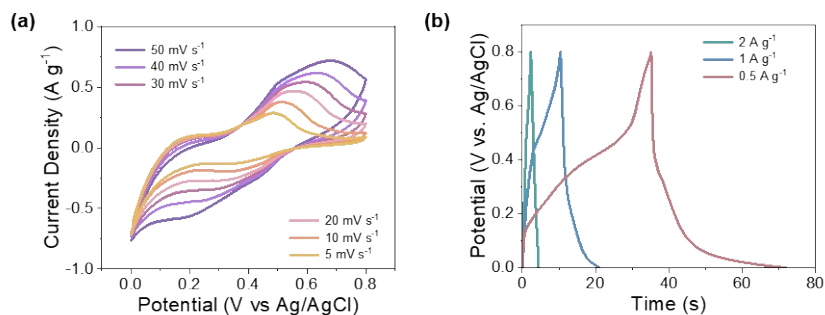 (a)
Current Density (A g⁻¹)
1.0
0.5
0.0
-0.5
-1.0
50 mV s⁻¹
40 mV s⁻¹
30 mV s⁻¹
20 mV s⁻¹
10 mV s⁻¹
5 mV s⁻¹
0.0 0.2 0.4 0.6 0.8
Potential (V vs Ag/AgCl)
(b)
Potential (V vs. Ag/AgCl)
0.8
0.6
0.4
0.2
0.0
2 A g⁻¹
1 A g⁻¹
0.5 A g⁻¹
0 20 40 60 80
Time (s)